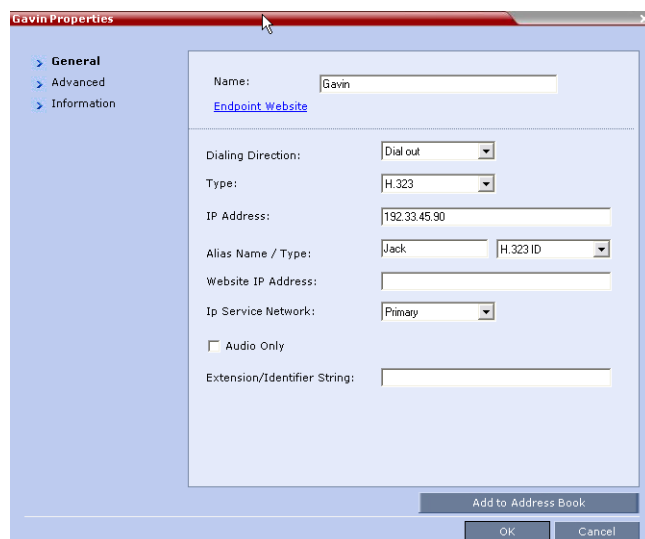 Gavin Properties
General
Advanced
Information
Name: Gavin
Endpoint Website
Dialing Direction: Dial out
Type: H.323
IP Address: 192.33.45.90
Alias Name / Type: Jack H.323 ID
Website IP Address:
Ip Service Network: Primary
Audio Only
Extension/Identifier String:
Add to Address Book
OK Cancel